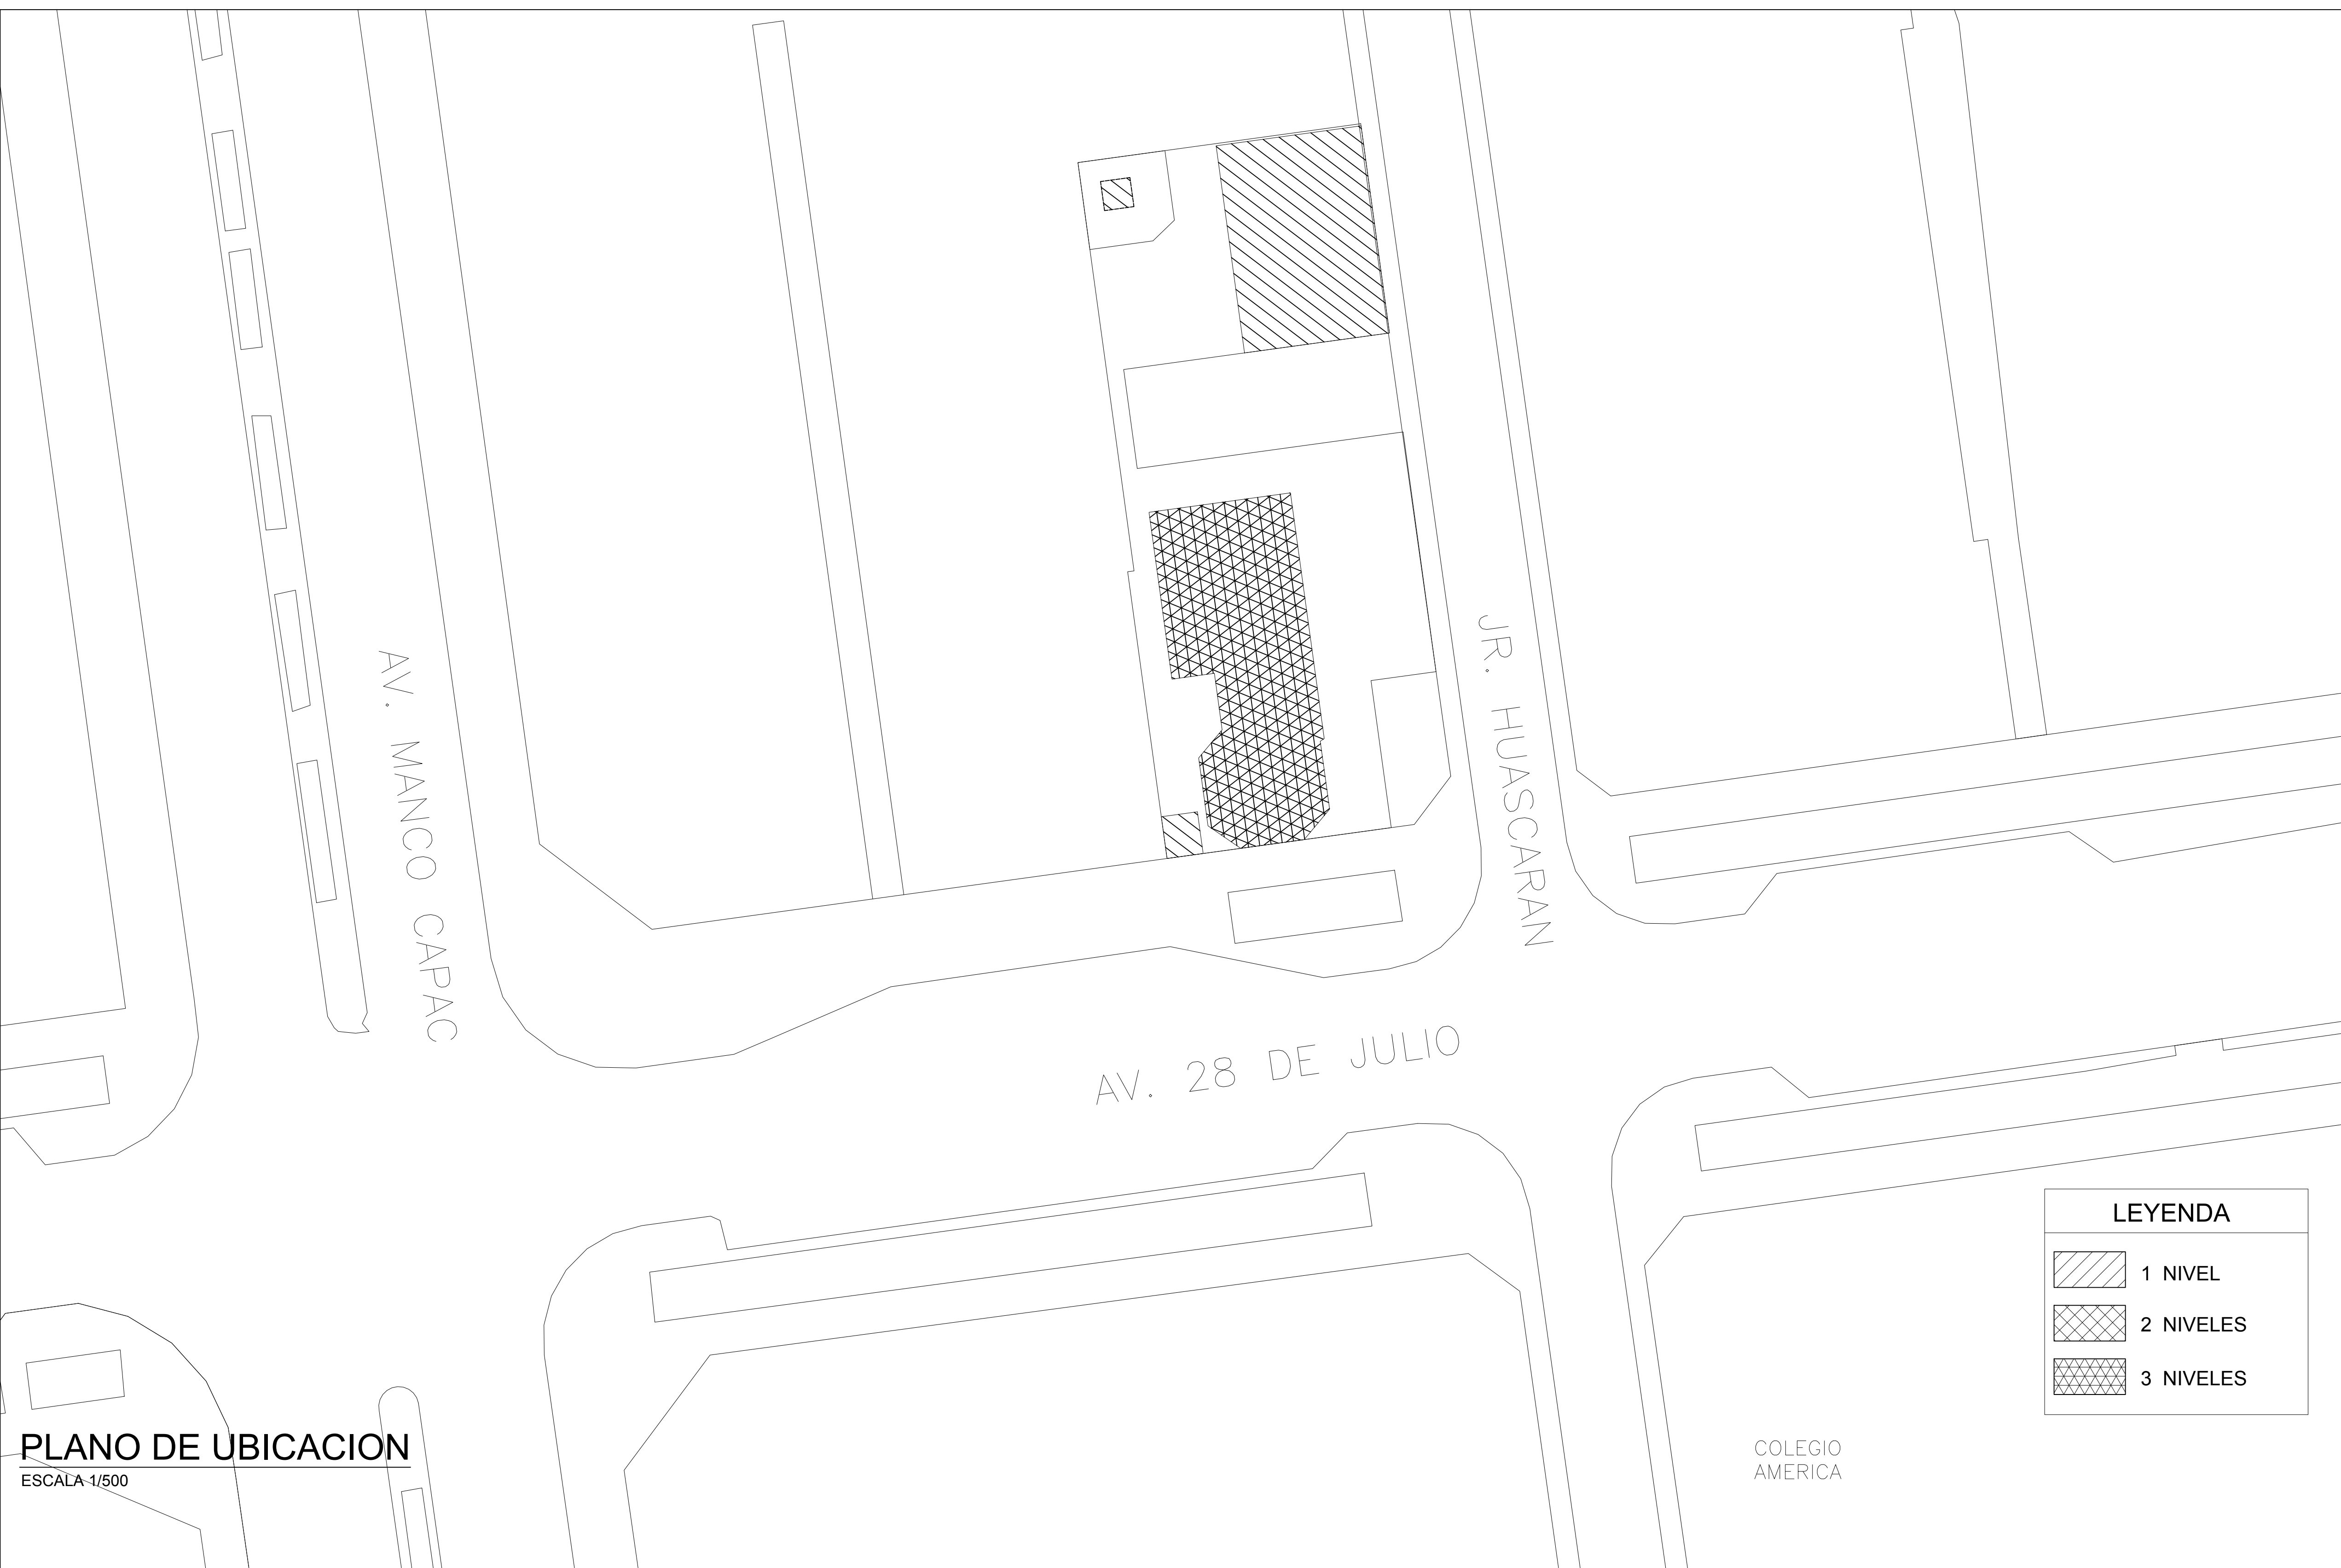 AV. MANCO CAPAC
JR. HUASCARAN
AV. 28 DE JULIO
LEYENDA
1 NIVEL
2 NIVELES
3 NIVELES
PLANO DE UBICACION
ESCALA 1/500
COLEGIO
AMERICA